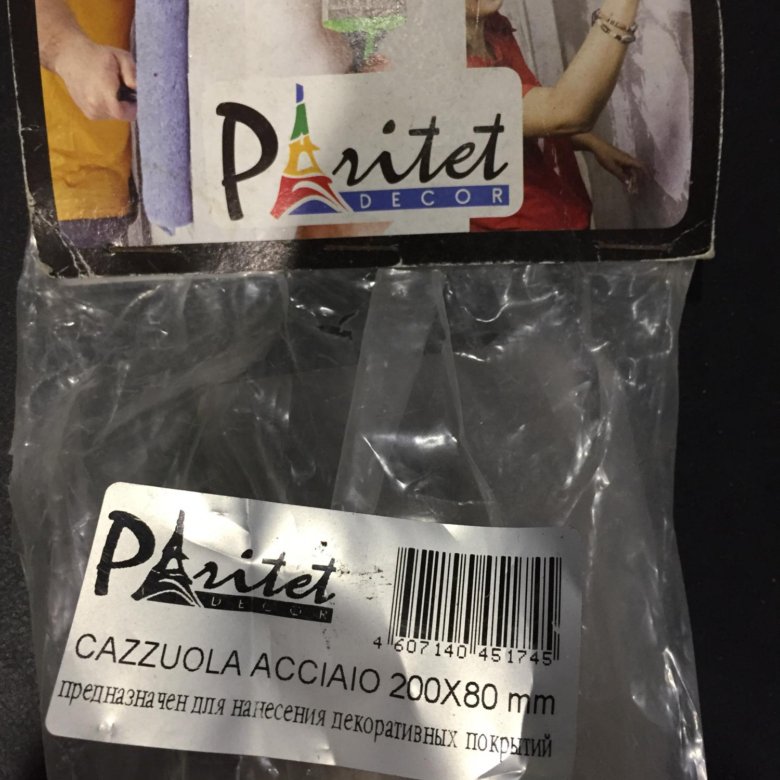 Paritet
DECOR
Paritet
DECOR
4 607140 451745
CAZZUOLA ACCIAIO 200X80 mm
предназначен для нанесения декоративных покрытий